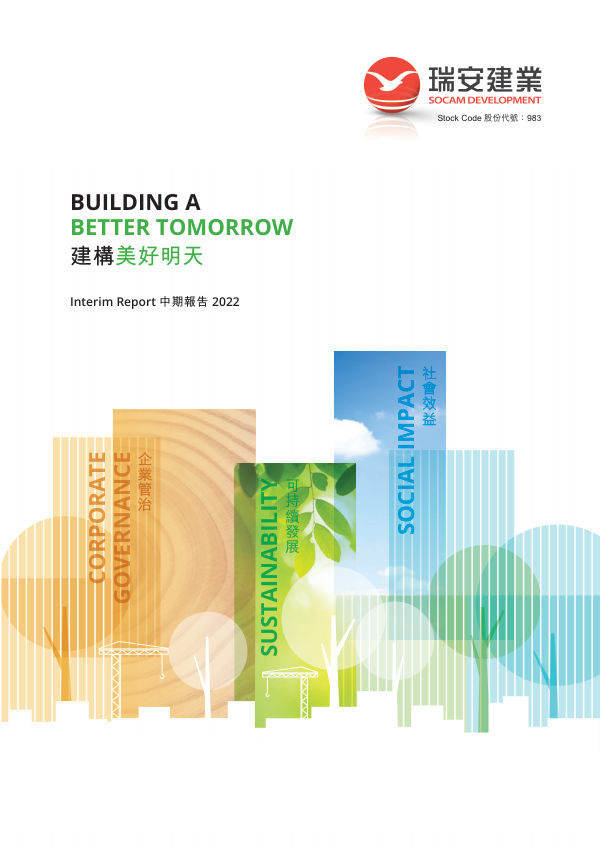 瑞安建業
SOCAM DEVELOPMENT
Stock Code 股份代號：983
BUILDING A
BETTER TOMORROW
建構美好明天
Interim Report 中期報告 2022
CORPORATE
GOVERNANCE
企業管治
SUSTAINABILITY
可持續發展
SOCIAL IMPACT
社會效益